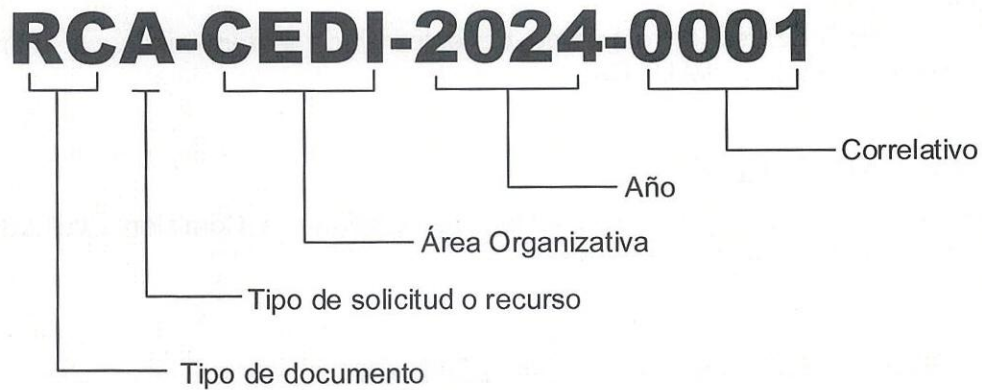 RCA-CEDI-2024-0001
Correlativo
Año
Área Organizativa
Tipo de solicitud o recurso
Tipo de documento